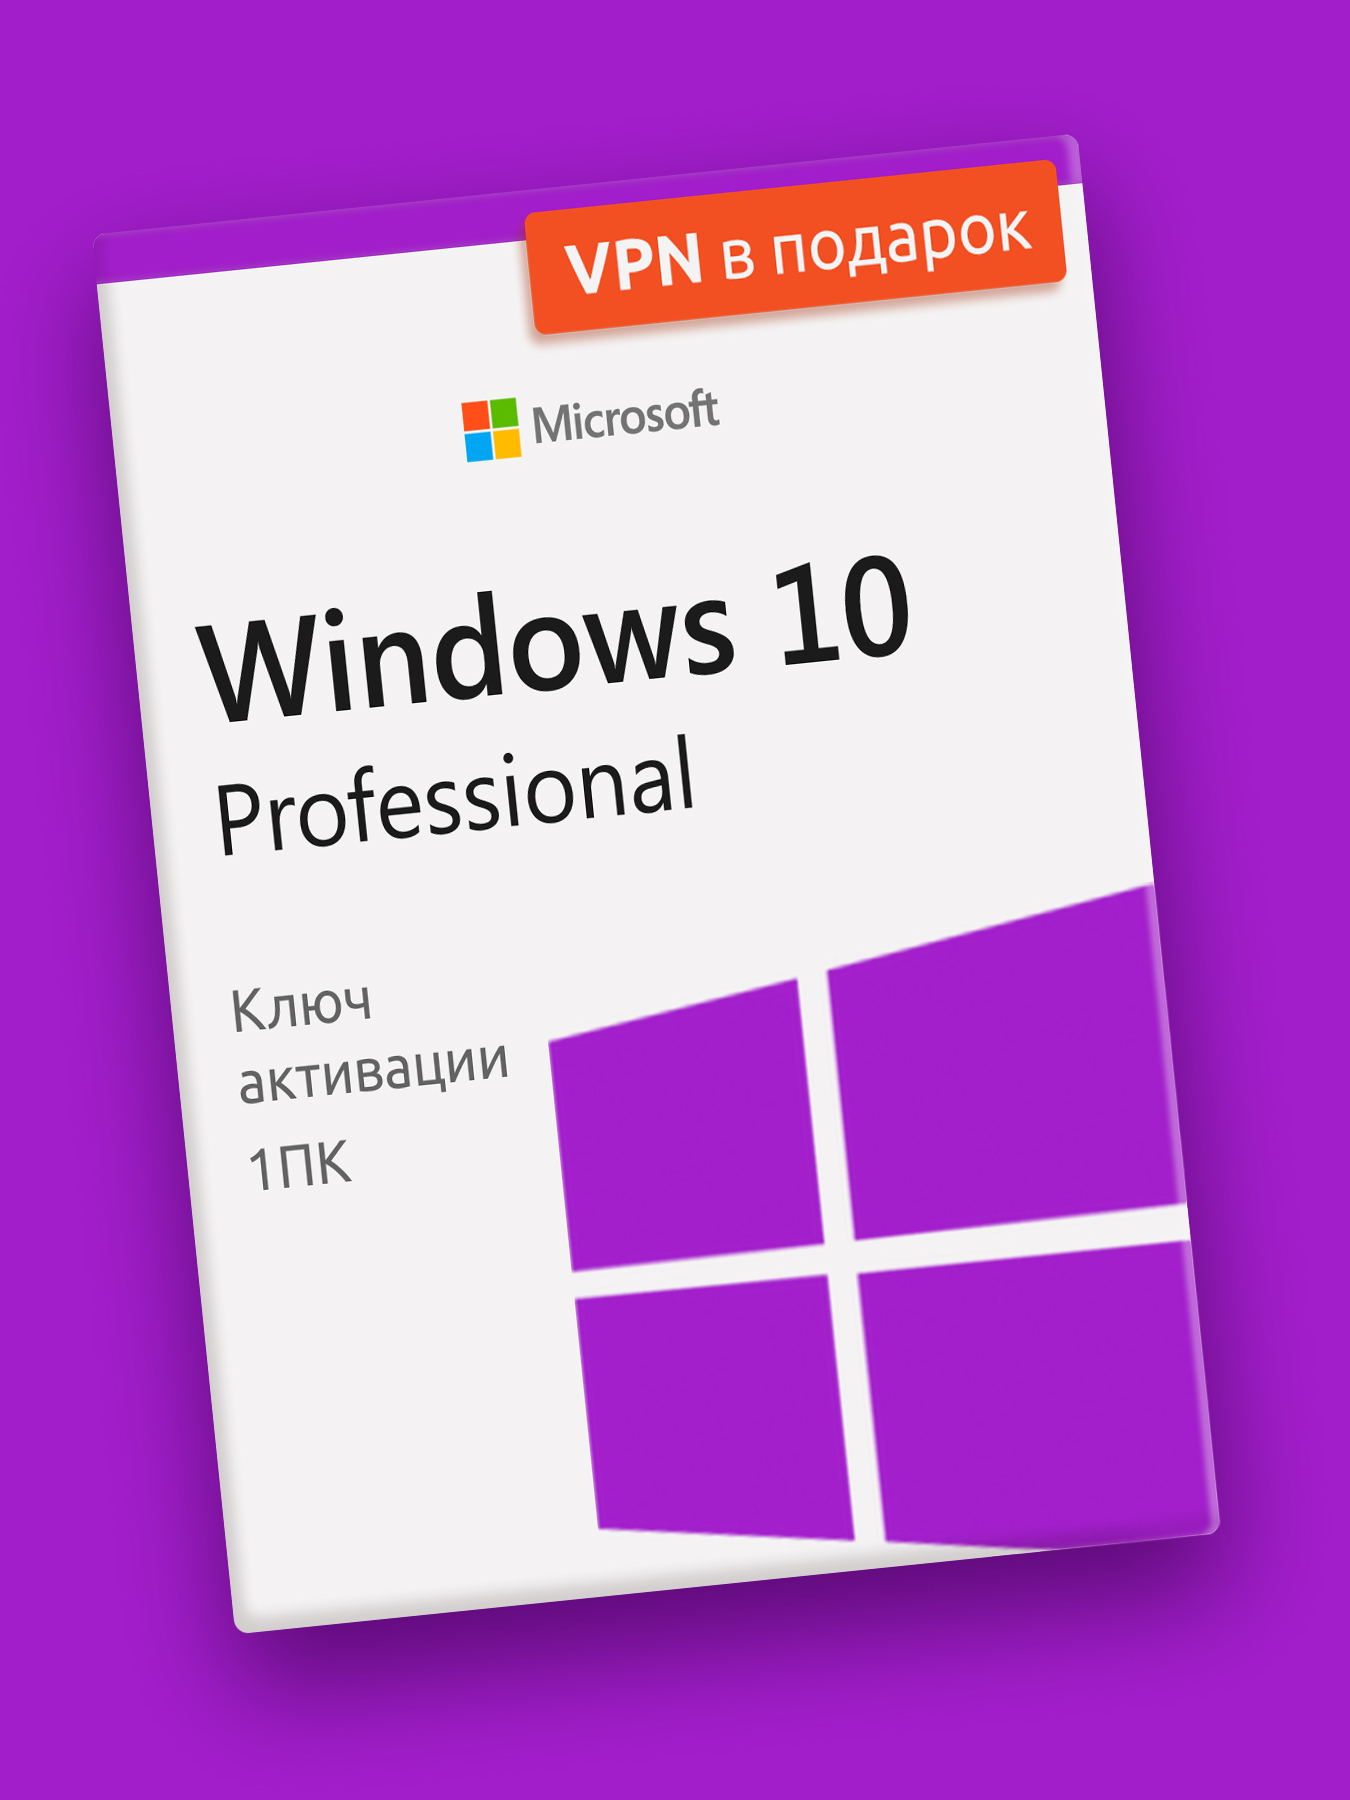 VPN в подарок
Microsoft
Windows 10
Professional
Ключ
активации
1ПК